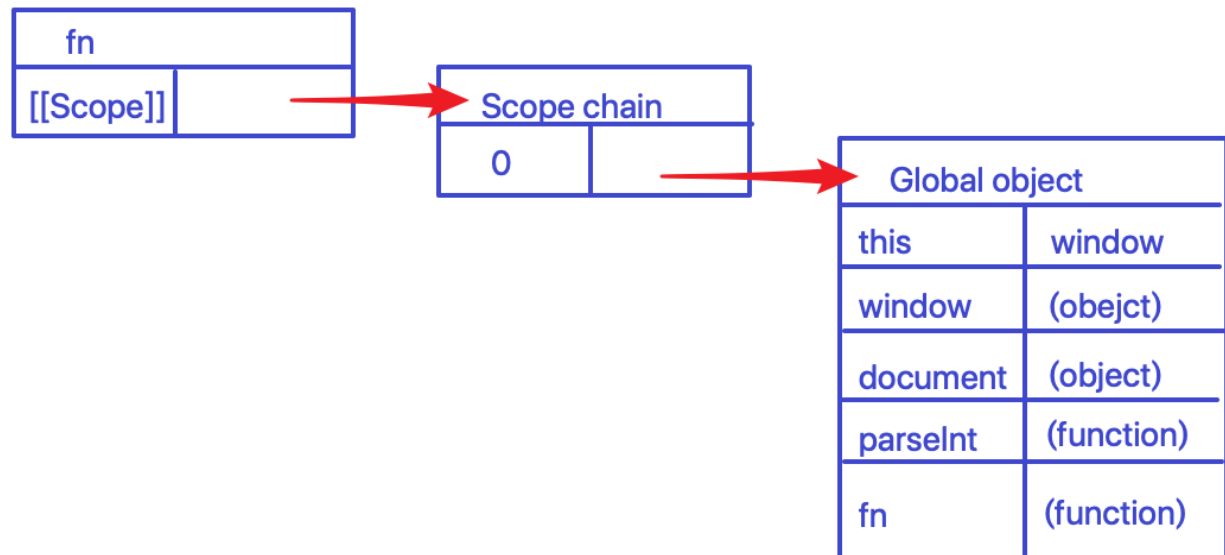 fn
[[Scope]]
Scope chain
0
Global object
this window
window (obejct)
document (object)
parseInt (function)
fn (function)